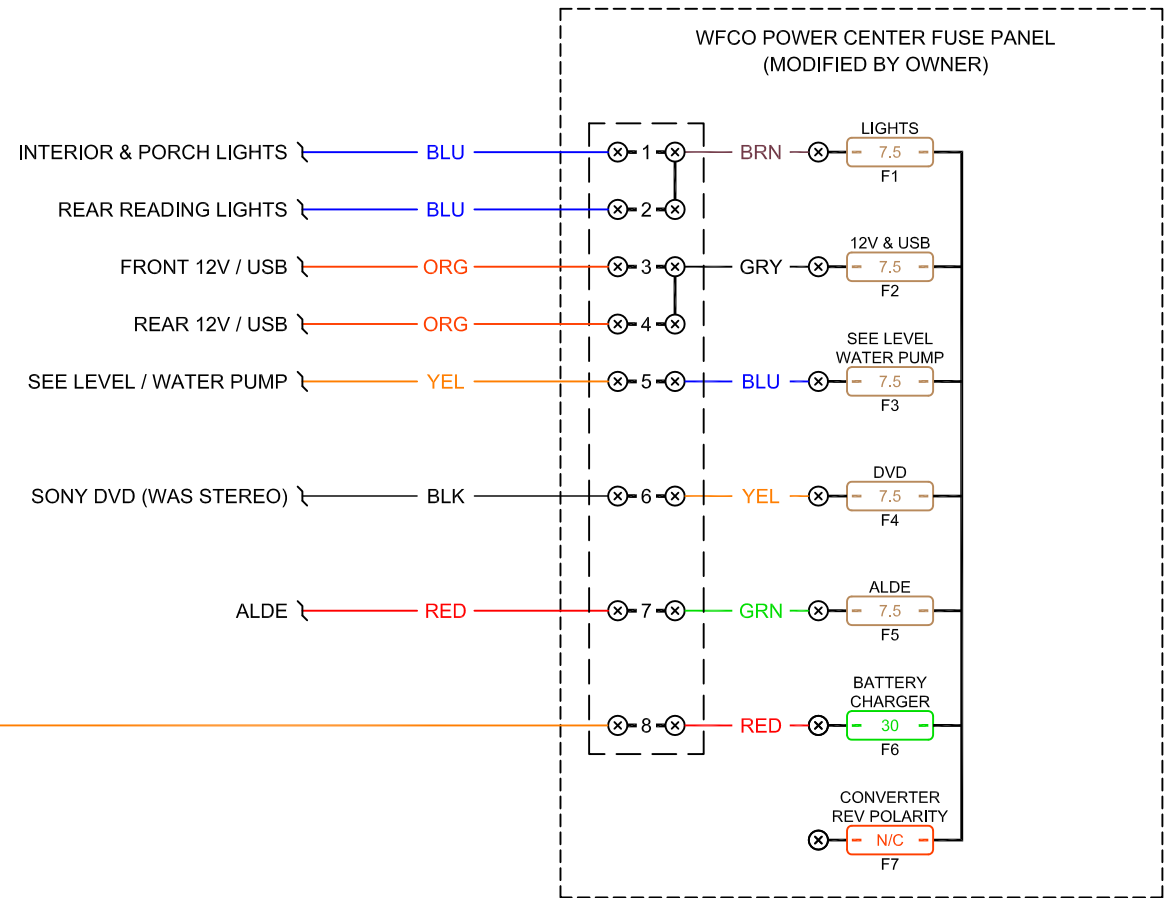 WFCO POWER CENTER FUSE PANEL
(MODIFIED BY OWNER)
LIGHTS
INTERIOR & PORCH LIGHTS BLU 1 BRN 7.5
F1
REAR READING LIGHTS BLU 2
12V & USB
FRONT 12V / USB ORG 3 GRY 7.5
F2
REAR 12V / USB ORG 4
SEE LEVEL
WATER PUMP
SEE LEVEL / WATER PUMP YEL 5 BLU 7.5
F3
DVD
SONY DVD (WAS STEREO) BLK 6 YEL 7.5
F4
ALDE
ALDE RED 7 GRN 7.5
F5
BATTERY
CHARGER
8 RED 30
F6
CONVERTER
REV POLARITY
N/C
F7